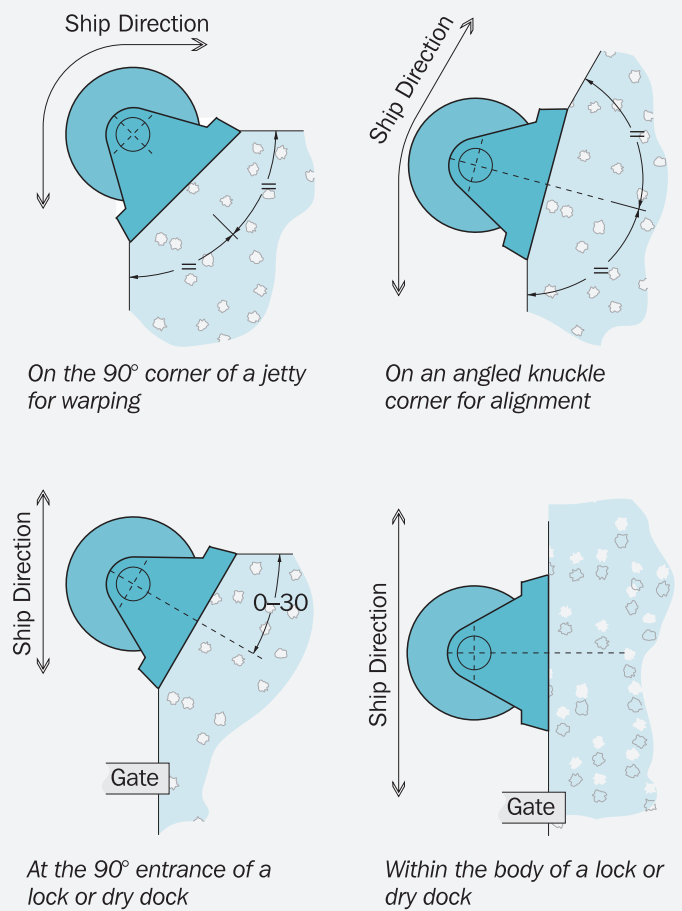 Ship Direction
Ship Direction
=
=
=
=
On the 90° corner of a jetty
for warping
On an angled knuckle
corner for alignment
Ship Direction
0–30
Gate
Ship Direction
Gate
At the 90° entrance of a
lock or dry dock
Within the body of a lock or
dry dock